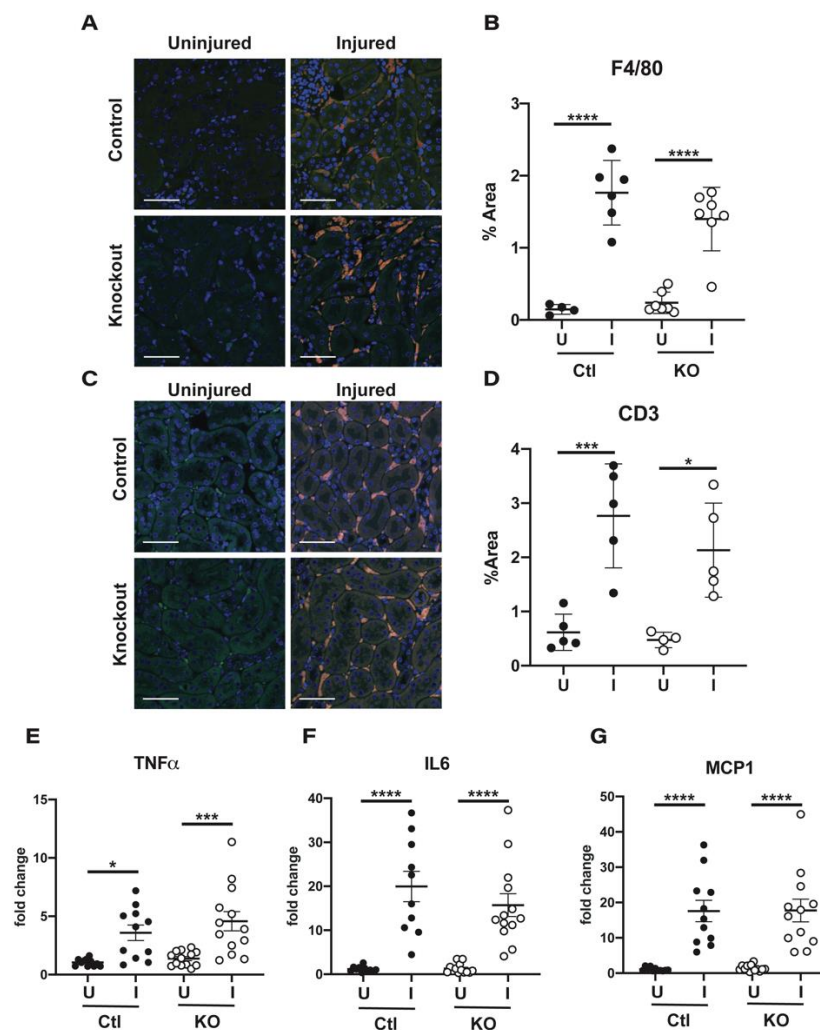 A
Uninjured Injured
Control
Knockout
B
F4/80
% Area
3
2
1
0
**** ****
U I U I
Ctl KO
C
Uninjured Injured
Control
Knockout
D
CD3
%Area
4
3
2
1
0
*** *
U I U I
E
TNFα
fold change
15
10
5
0
* ***
U I U I
Ctl KO
F
IL6
fold change
40
30
20
10
0
**** ****
U I U I
Ctl KO
G
MCP1
fold change
50
40
30
20
10
0
**** ****
U I U I
Ctl KO